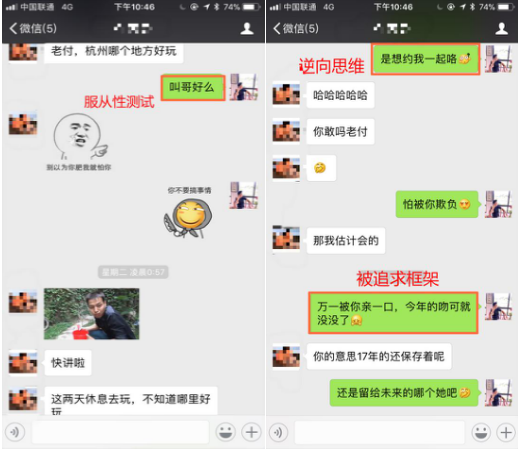 中国联通 4G 下午10:46 74%
微信(5)
老付，杭州哪个地方好玩
叫哥好么
服从性测试
别以为你肥我就怕你
你不要搞事情
星期二 凌晨0:57
快讲啦
这两天休息去玩，不知道哪里好
玩
中国联通 4G 下午10:46 74%
微信(5)
逆向思维
是想约我一起咯
哈哈哈哈哈
你敢吗老付
怕被你欺负
那我估计会的
被追求框架
万一被你亲一口，今年的吻可就
没没了
你的意思17年的还保存着呢
还是留给未来的哪个她吧